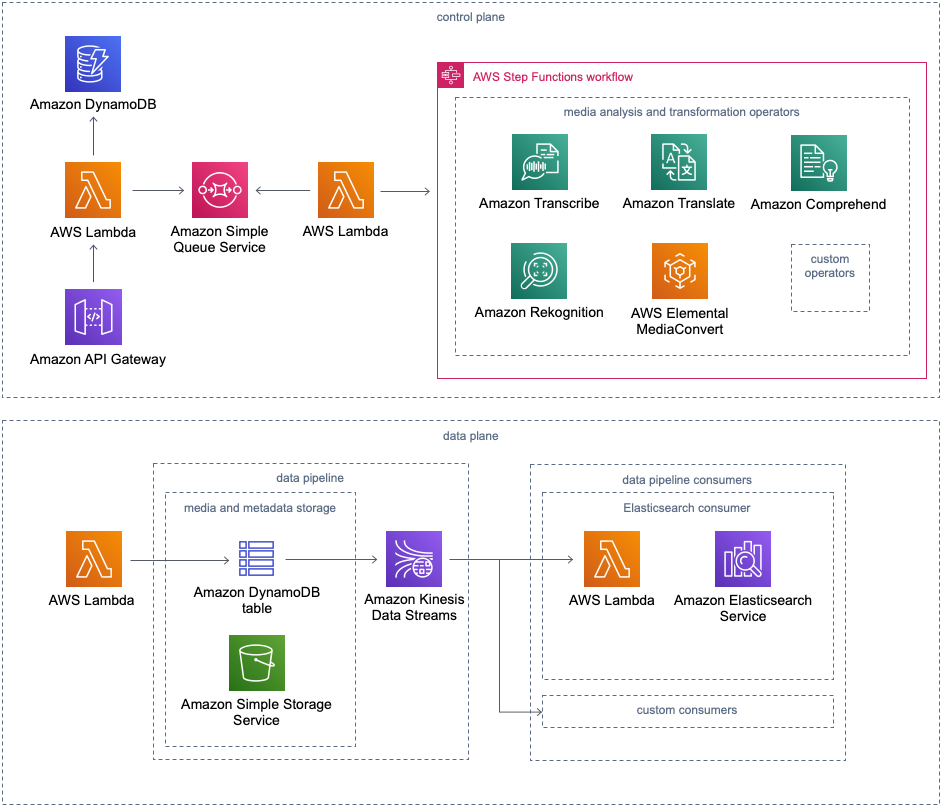 control plane
Amazon DynamoDB
AWS Lambda
Amazon API Gateway
Amazon Simple
Queue Service
AWS Lambda
AWS Step Functions workflow
media analysis and transformation operators
Amazon Transcribe
A
文
Amazon Translate
Amazon Comprehend
Amazon Rekognition
AWS Elemental
MediaConvert
custom
operators
data plane
AWS Lambda
data pipeline
media and metadata storage
Amazon DynamoDB
table
Amazon Simple Storage
Service
Amazon Kinesis
Data Streams
data pipeline consumers
Elasticsearch consumer
AWS Lambda
Amazon Elasticsearch
Service
custom consumers